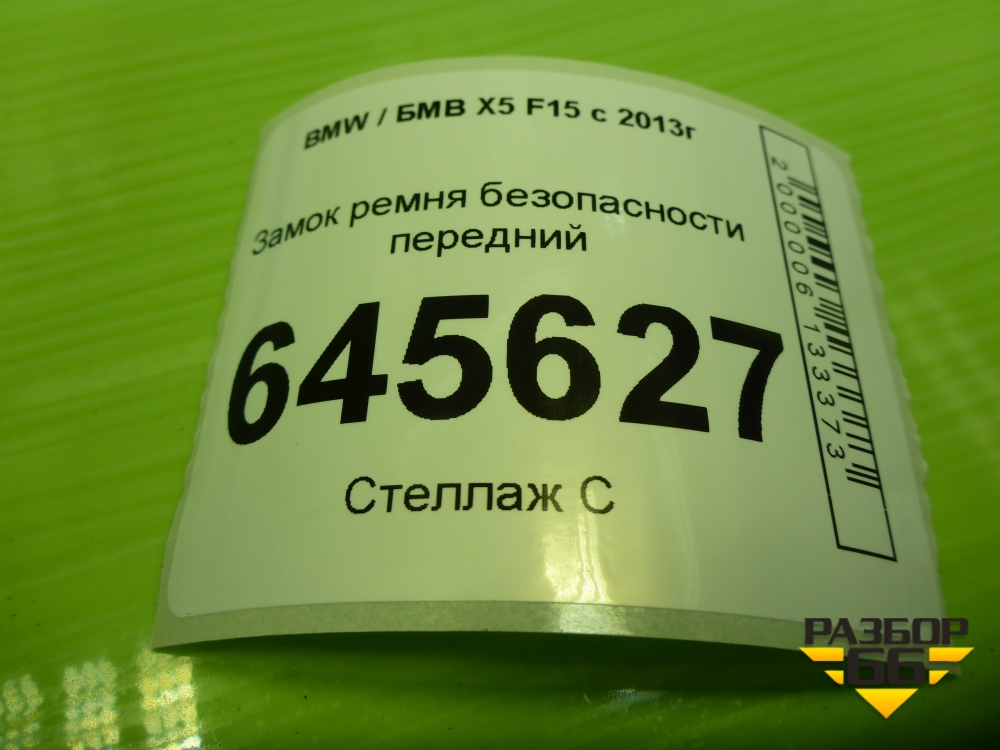 BMW / БМВ X5 F15 с 2013г
Замок ремня безопасности
передний
645627
Стеллаж С
2000006133373
РАЗБОР
66